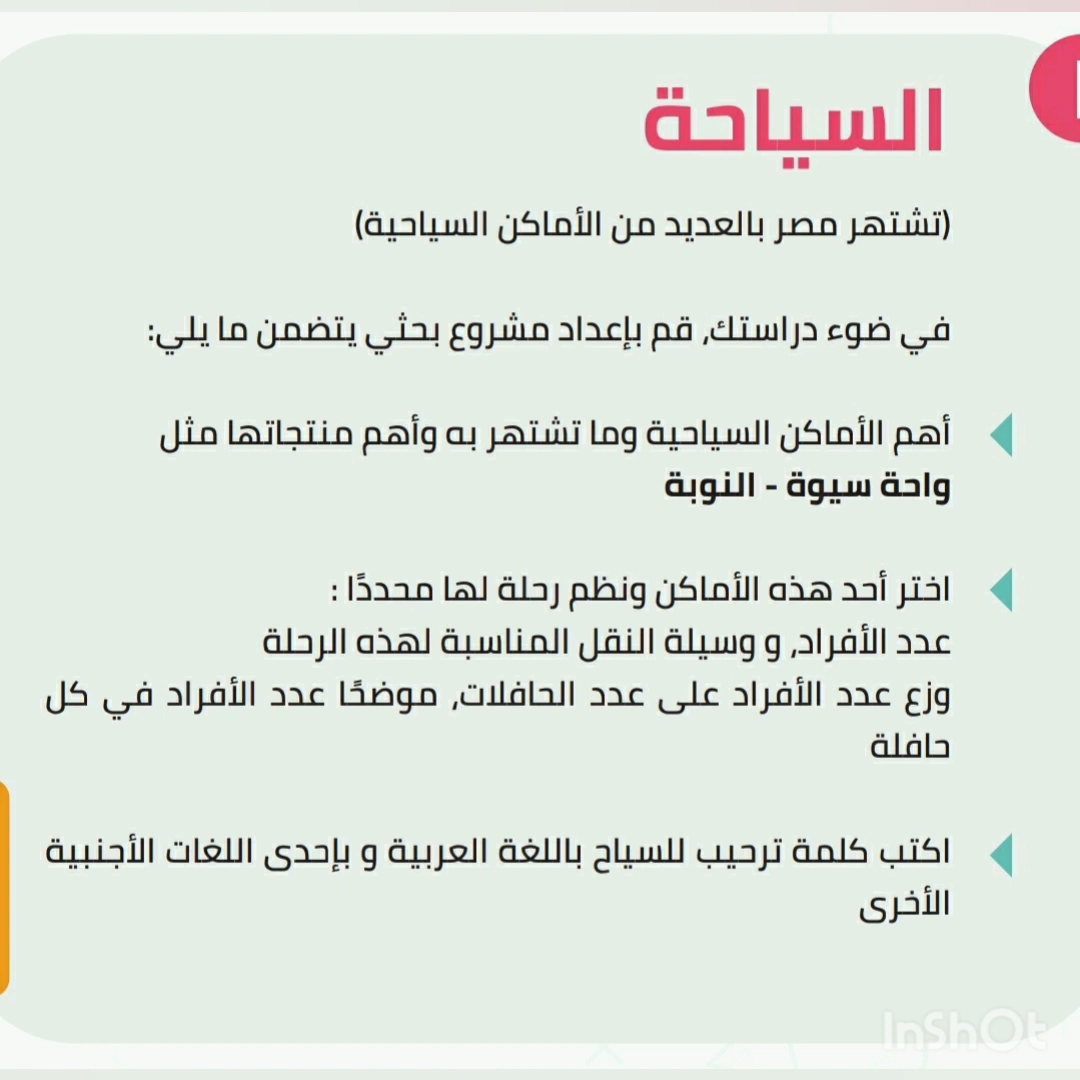 السياحة
(تشتهر مصر بالعديد من الأماكن السياحية)
في ضوء دراستك, قم بإعداد مشروع بحثي يتضمن ما يلي:
أهم الأماكن السياحية وما تشتهر به وأهم منتجاتها مثل
واحة سيوة - النوبة
اختر أحد هذه الأماكن ونظم رحلة لها محددًا :
عدد الأفراد, و وسيلة النقل المناسبة لهذه الرحلة
وزع عدد الأفراد على عدد الحافلات, موضحًا عدد الأفراد في كل
حافلة
اكتب كلمة ترحيب للسياح باللغة العربية و بإحدى اللغات الأجنبية
الأخرى
InShOt